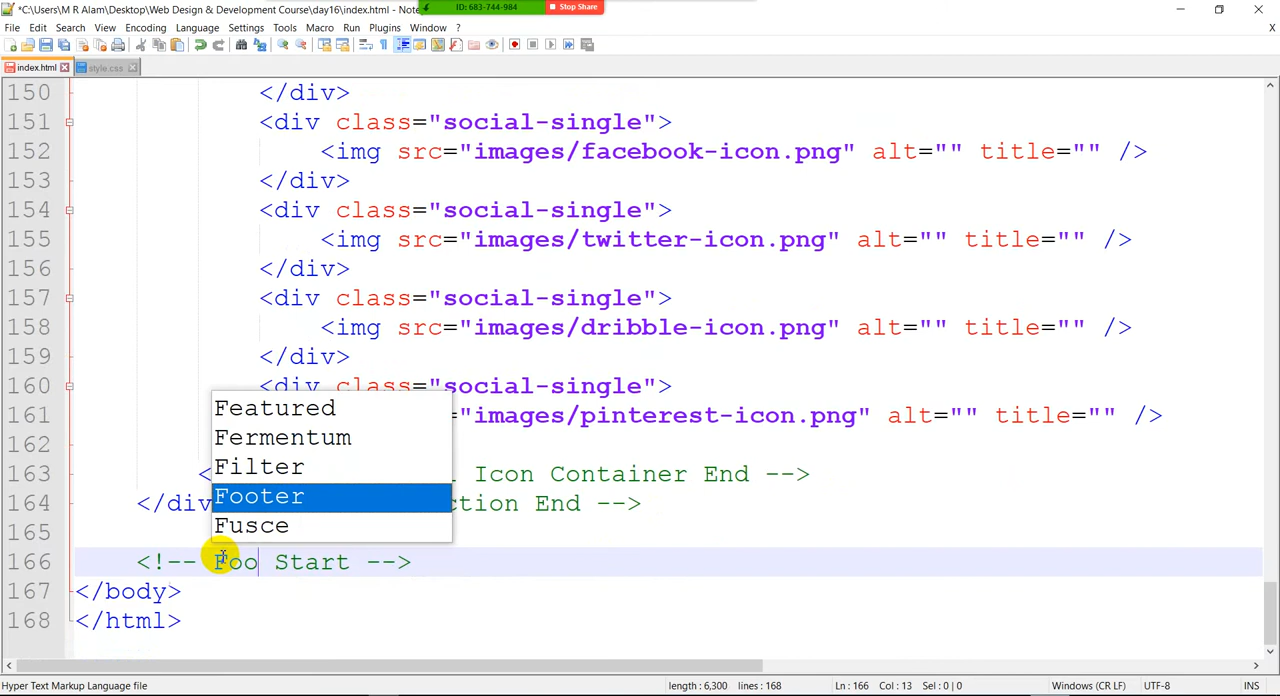 *C:\Users\M R Alam\Desktop\Web Design & Development Course\day16\index.html - Note
ID: 683-744-984
Stop Share
File Edit Search View Encoding Language Settings Tools Macro Run Plugins Window ? X
index.html style.css
150 </div>
151 <div class="social-single">
152 <img src="images/facebook-icon.png" alt="" title="" />
153 </div>
154 <div class="social-single">
155 <img src="images/twitter-icon.png" alt="" title="" />
156 </div>
157 <div class="social-single">
158 <img src="images/dribble-icon.png" alt="" title="" />
159 </div>
160 <div class="social-single">
Featured
161 ="images/pinterest-icon.png" alt="" title="" />
Fermentum
162
Filter
163 < l Icon Container End -->
Footer
164 </div ction End -->
Fusce
165
166 <!-- Foo Start -->
167 </body>
168 </html>
Hyper Text Markup Language file length : 6,300 lines : 168 Ln : 166 Col : 13 Sel : 0 | 0 Windows (CR LF) UTF-8 INS